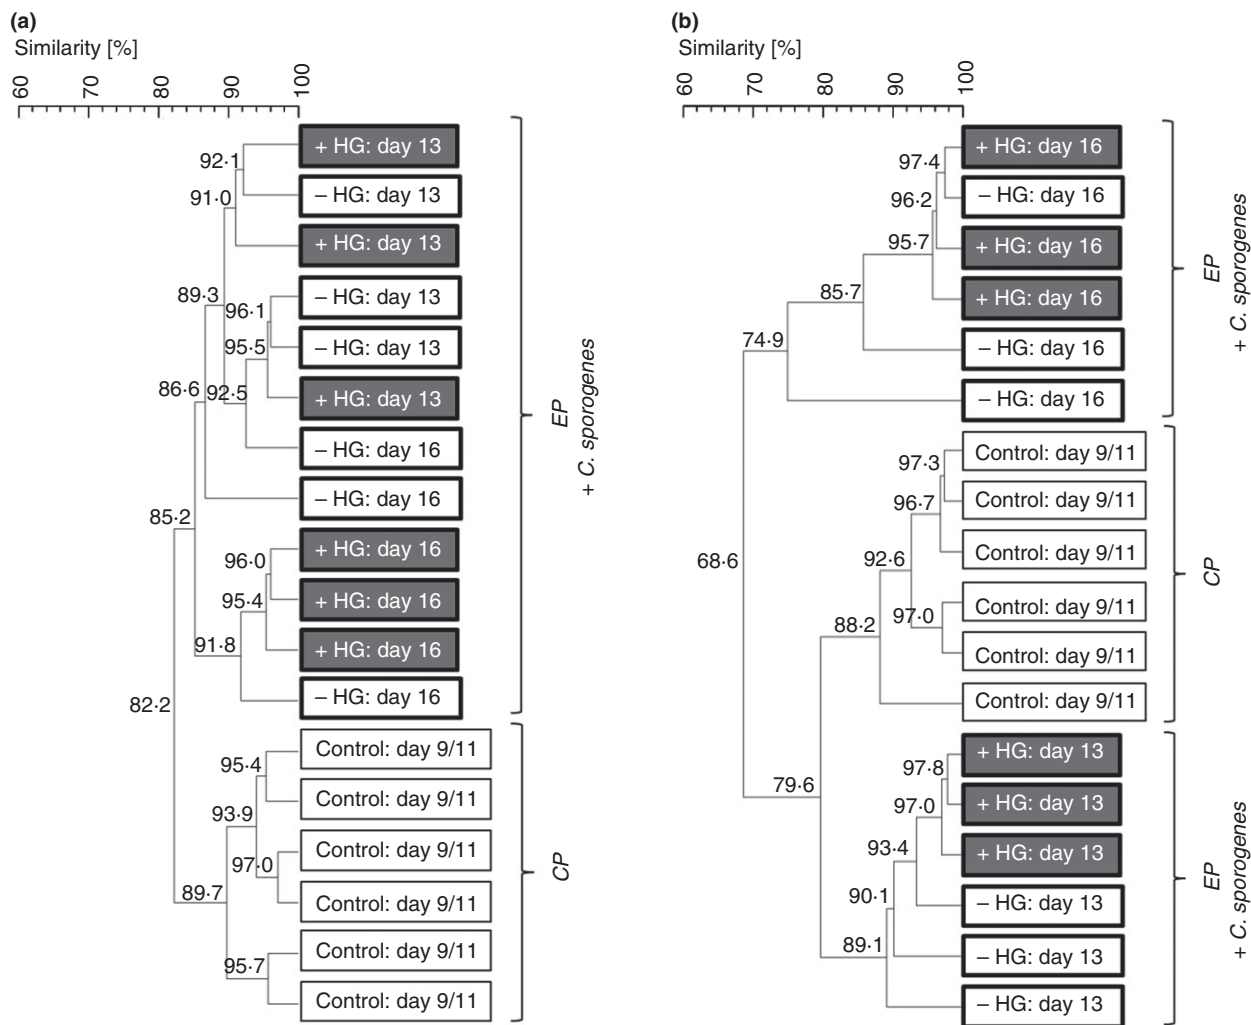 (a)
Similarity [%]
60 70 80 90 100
+ HG: day 13
92·1
– HG: day 13
91·0
+ HG: day 13
– HG: day 13
89·3
96·1
– HG: day 13
95·5
+ HG: day 13
86·6
92·5
– HG: day 16
– HG: day 16
85·2
+ HG: day 16
96·0
+ HG: day 16
95·4
+ HG: day 16
91·8
– HG: day 16
82·2
EP
+ C. sporogenes
Control: day 9/11
95·4
Control: day 9/11
93·9
Control: day 9/11
97·0
Control: day 9/11
89·7
Control: day 9/11
95·7
Control: day 9/11
CP
(b)
Similarity [%]
60 70 80 90 100
+ HG: day 16
97·4
– HG: day 16
96·2
+ HG: day 16
95·7
+ HG: day 16
85·7
– HG: day 16
74·9
– HG: day 16
EP
+ C. sporogenes
Control: day 9/11
97·3
Control: day 9/11
96·7
Control: day 9/11
92·6
68·6
Control: day 9/11
97·0
88·2
Control: day 9/11
Control: day 9/11
CP
+ HG: day 13
97·8
79·6
+ HG: day 13
97·0
+ HG: day 13
93·4
– HG: day 13
90·1
– HG: day 13
89·1
– HG: day 13
EP
+ C. sporogenes